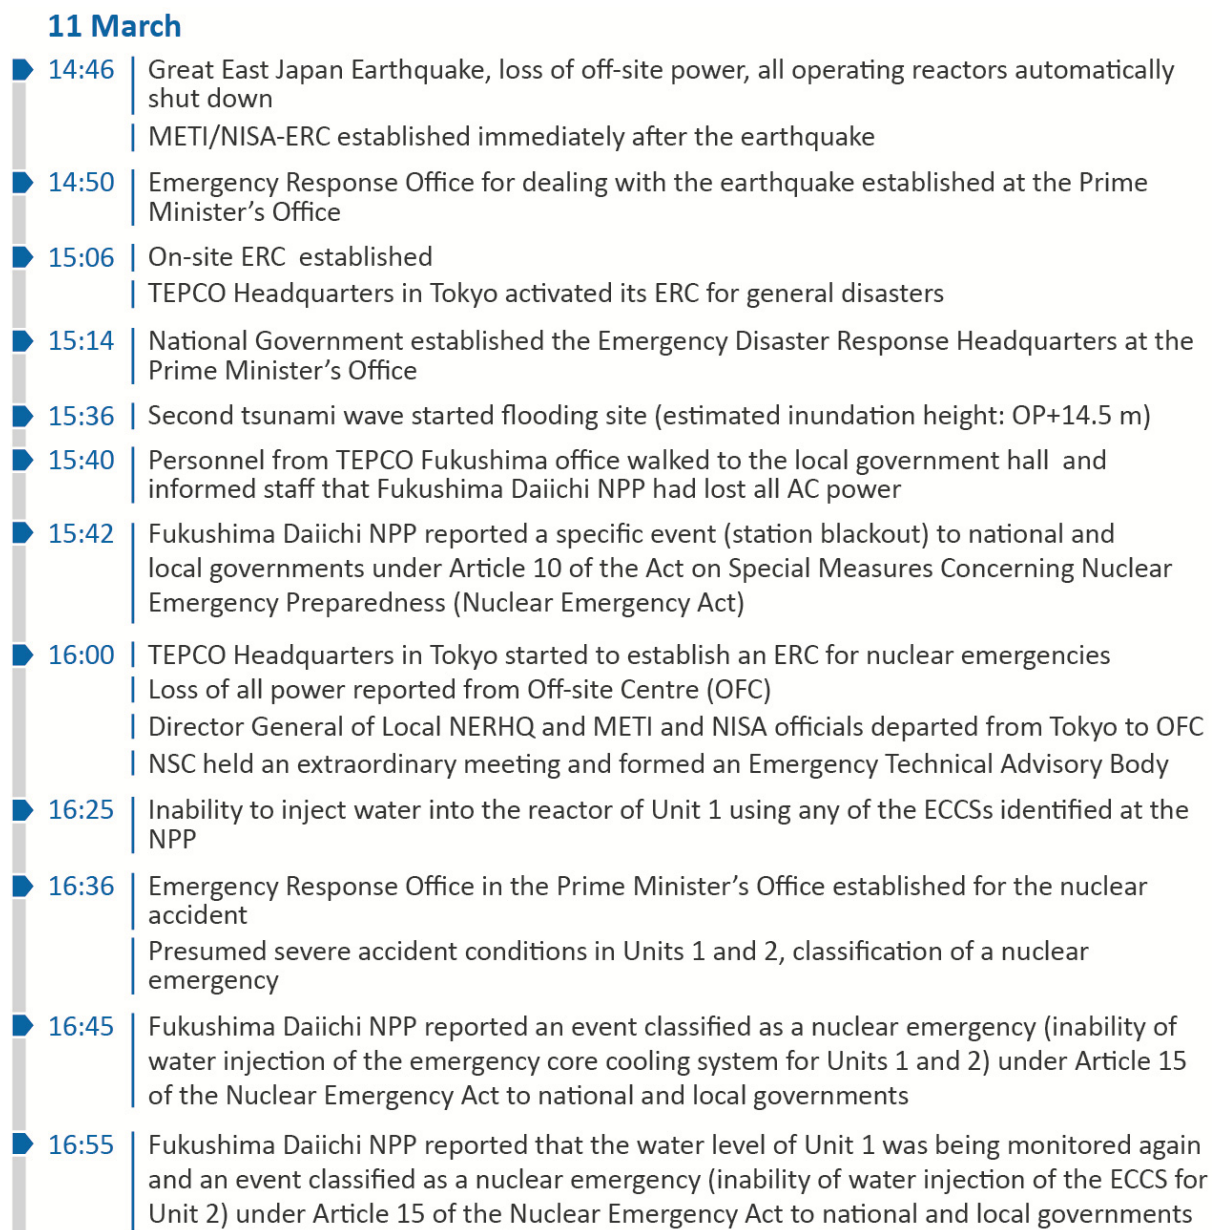 11 March
14:46 Great East Japan Earthquake, loss of off-site power, all operating reactors automatically
shut down
METI/NISA-ERC established immediately after the earthquake
14:50 Emergency Response Office for dealing with the earthquake established at the Prime
Minister’s Office
15:06 On-site ERC established
TEPCO Headquarters in Tokyo activated its ERC for general disasters
15:14 National Government established the Emergency Disaster Response Headquarters at the
Prime Minister’s Office
15:36 Second tsunami wave started flooding site (estimated inundation height: OP+14.5 m)
15:40 Personnel from TEPCO Fukushima office walked to the local government hall and
informed staff that Fukushima Daiichi NPP had lost all AC power
15:42 Fukushima Daiichi NPP reported a specific event (station blackout) to national and
local governments under Article 10 of the Act on Special Measures Concerning Nuclear
Emergency Preparedness (Nuclear Emergency Act)
16:00 TEPCO Headquarters in Tokyo started to establish an ERC for nuclear emergencies
Loss of all power reported from Off-site Centre (OFC)
Director General of Local NERHQ and METI and NISA officials departed from Tokyo to OFC
NSC held an extraordinary meeting and formed an Emergency Technical Advisory Body
16:25 Inability to inject water into the reactor of Unit 1 using any of the ECCSs identified at the
NPP
16:36 Emergency Response Office in the Prime Minister’s Office established for the nuclear
accident
Presumed severe accident conditions in Units 1 and 2, classification of a nuclear
emergency
16:45 Fukushima Daiichi NPP reported an event classified as a nuclear emergency (inability of
water injection of the emergency core cooling system for Units 1 and 2) under Article 15
of the Nuclear Emergency Act to national and local governments
16:55 Fukushima Daiichi NPP reported that the water level of Unit 1 was being monitored again
and an event classified as a nuclear emergency (inability of water injection of the ECCS for
Unit 2) under Article 15 of the Nuclear Emergency Act to national and local governments